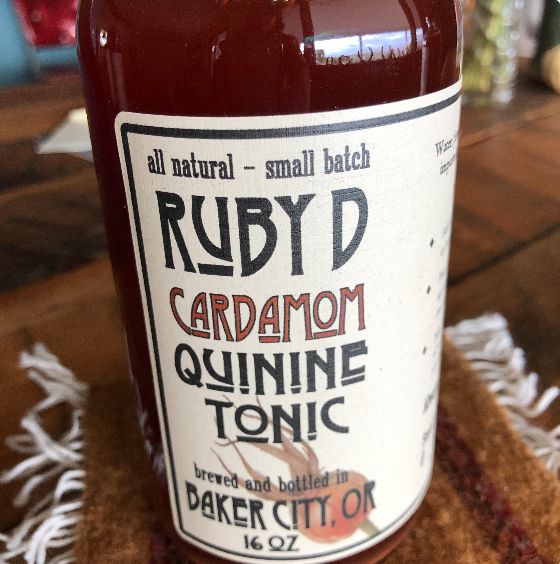 all natural – small batch
RUBY D
CARDAMOM
QUININE
TONIC
brewed and bottled in
BAKER CITY, OR
16 OZ